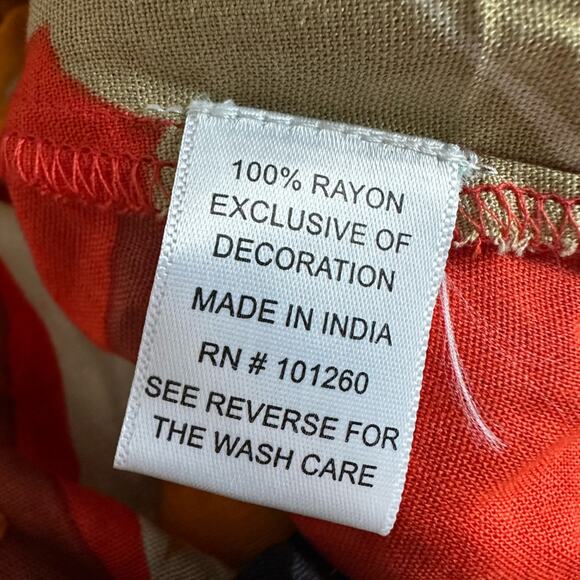 100% RAYON
EXCLUSIVE OF
DECORATION
MADE IN INDIA
RN # 101260
SEE REVERSE FOR
THE WASH CARE